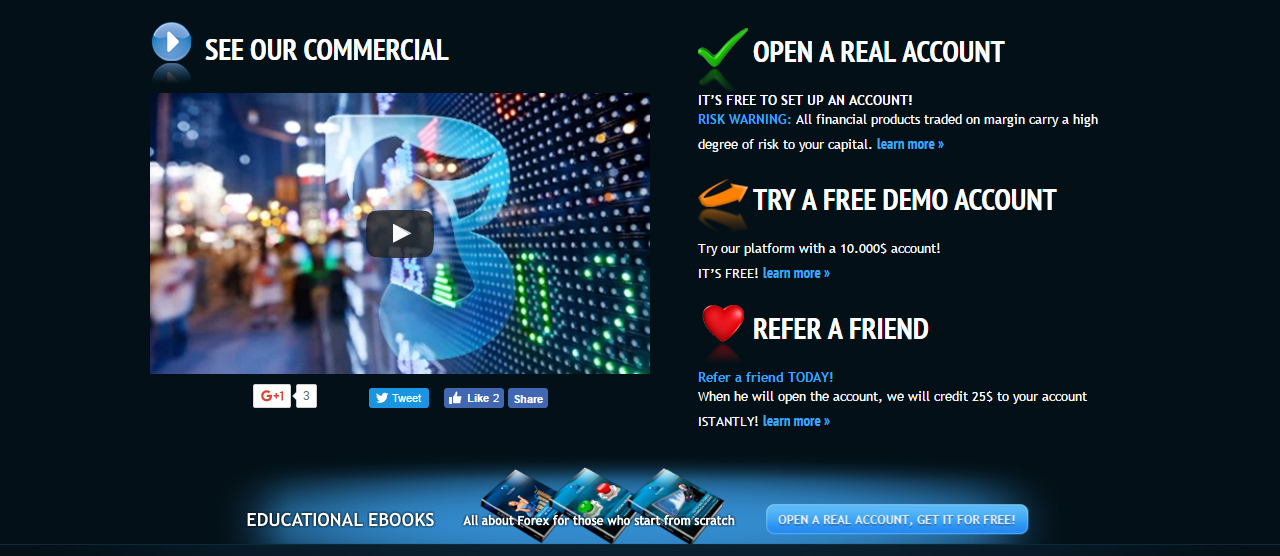 SEE OUR COMMERCIAL
G+1
3
Tweet
Like 2
Share
OPEN A REAL ACCOUNT
IT'S FREE TO SET UP AN ACCOUNT!
RISK WARNING: All financial products traded on margin carry a high
degree of risk to your capital. learn more »
TRY A FREE DEMO ACCOUNT
Try our platform with a 10.000$ account!
IT'S FREE! learn more »
REFER A FRIEND
Refer a friend TODAY!
When he will open the account, we will credit 25$ to your account
ISTANTLY! learn more »
EDUCATIONAL EBOOKS
All about Forex for those who start from scratch
OPEN A REAL ACCOUNT, GET IT FOR FREE!